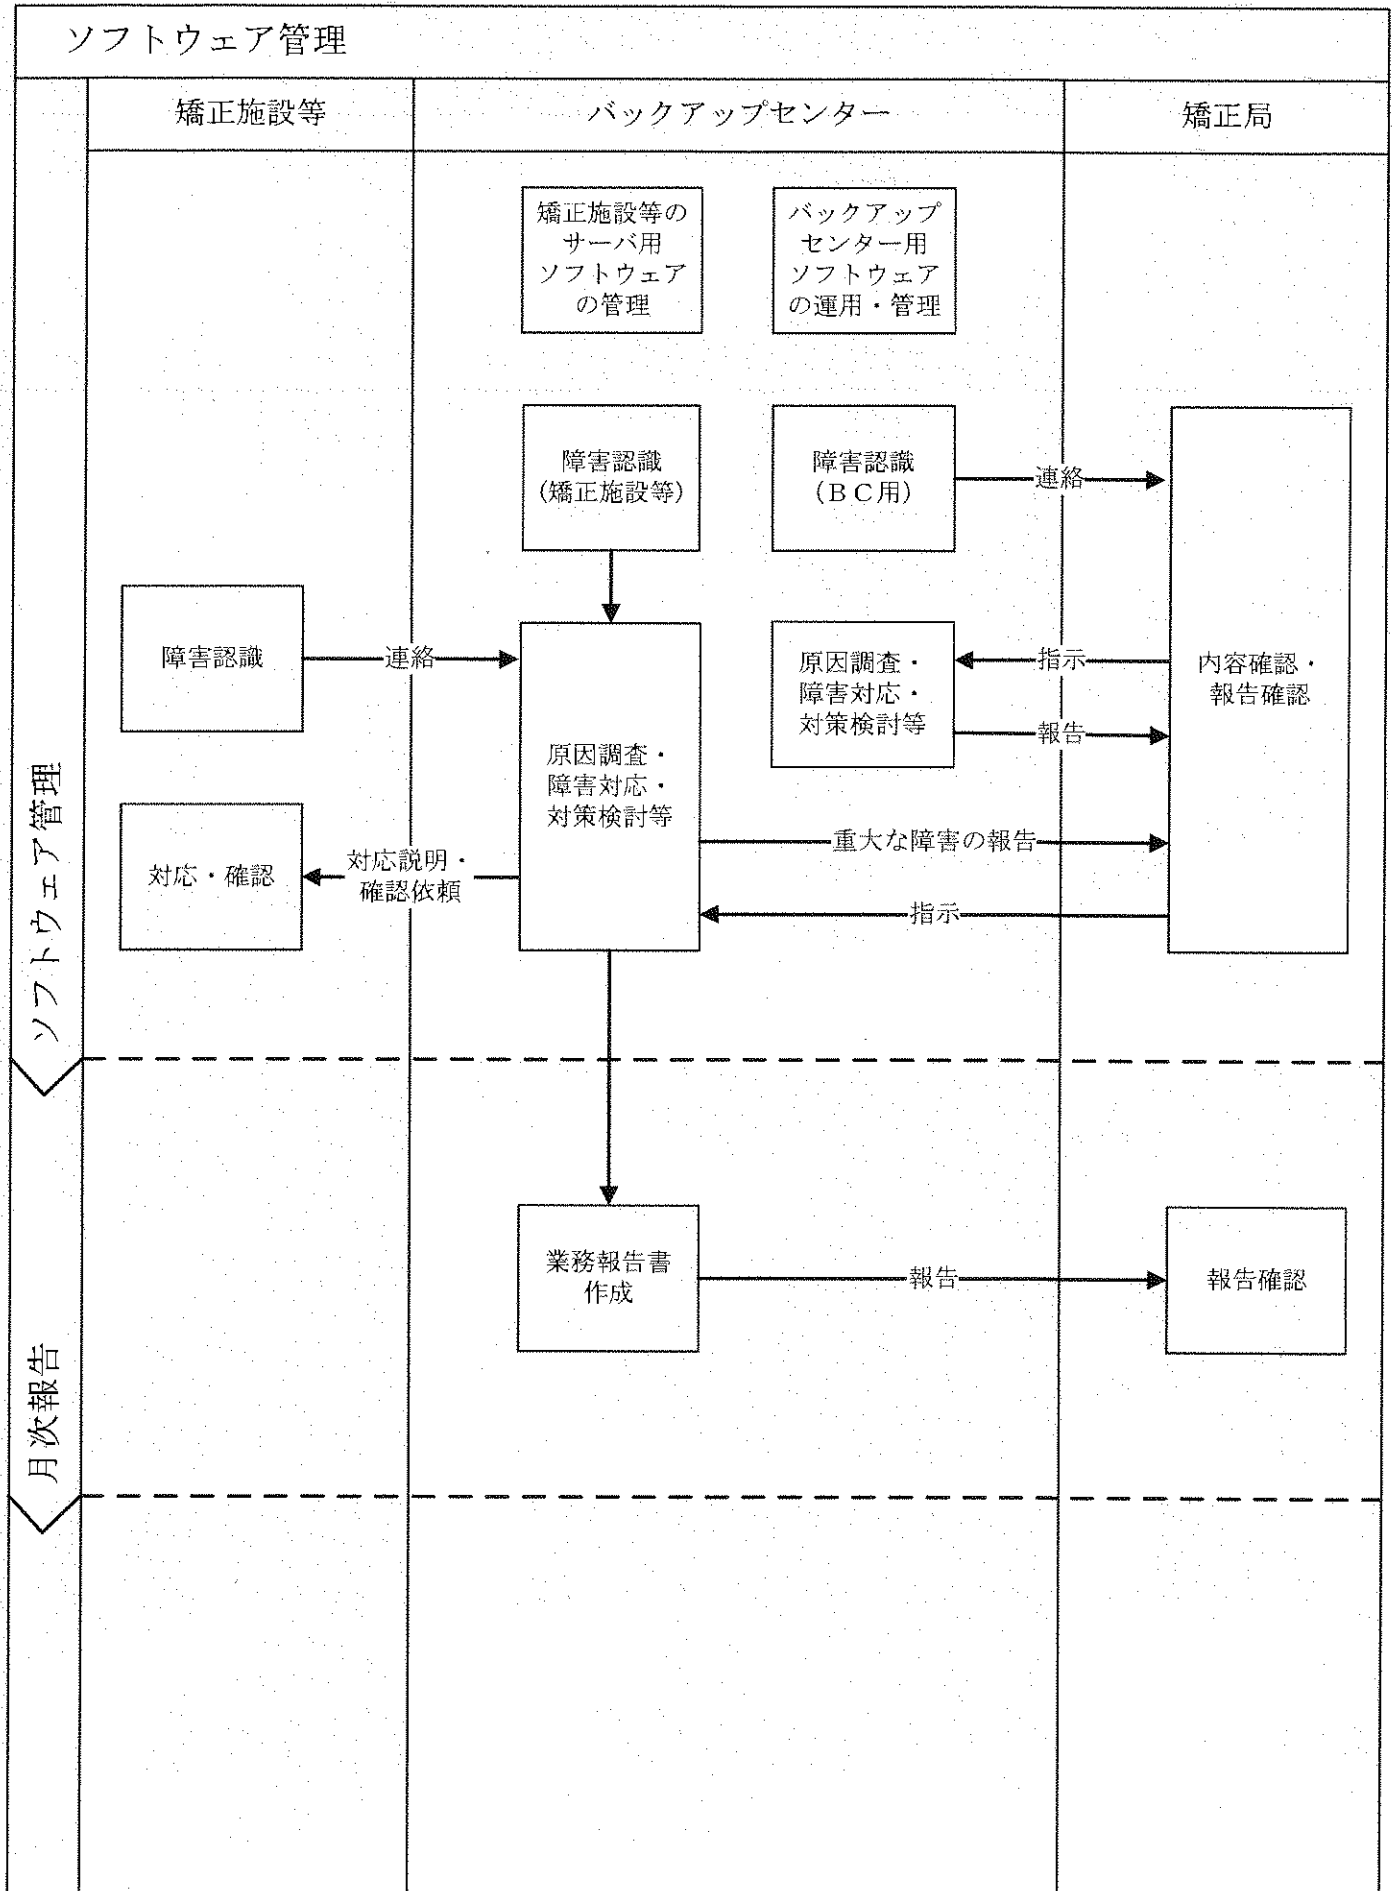 ソフトウェア管理
矯正施設等
バックアップセンター
矯正局
矯正施設等の
サーバ用
ソフトウェア
の管理
バックアップ
センター用
ソフトウェア
の運用・管理
障害認識
(矯正施設等)
障害認識
(BC用)
連絡
障害認識
連絡
原因調査・
障害対応・
対策検討等
原因調査・
障害対応・
対策検討等
指示
報告
内容確認・
報告確認
対応・確認
対応説明・
確認依頼
重大な障害の報告
指示
ソフトウェア管理
業務報告書
作成
報告
報告確認
月次報告